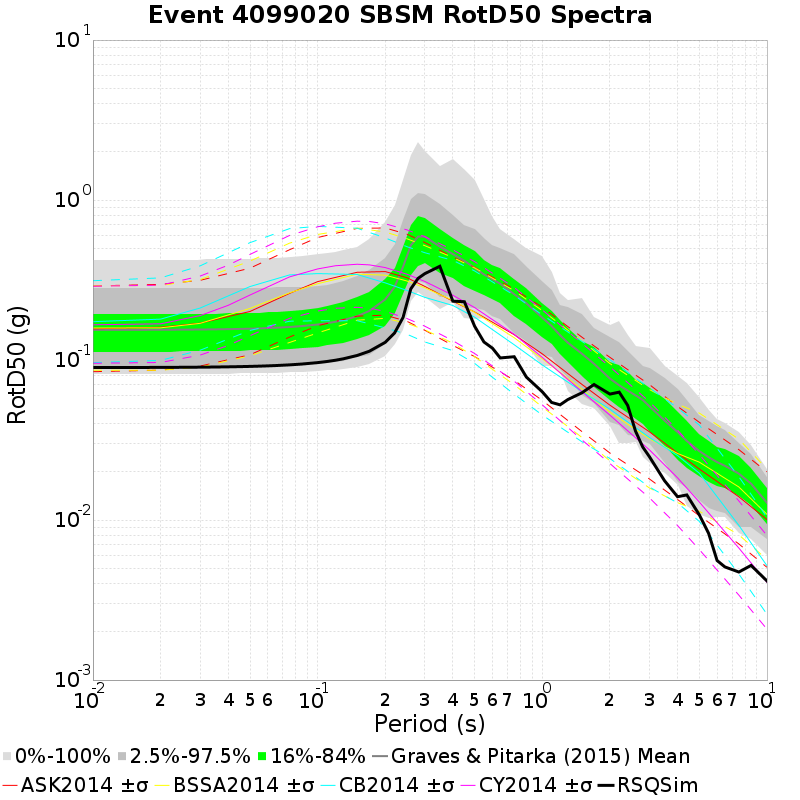 Event 4099020 SBSM RotD50 Spectra
10^1
10^0
10^-1
10^-2
10^-3
RotD50 (g)
10^-2 2 3 4 5 6 10^-1 2 3 4 5 6 7 10^0 2 3 4 5 6 7 10^1
Period (s)
0%-100% 2.5%-97.5% 16%-84% Graves & Pitarka (2015) Mean
ASK2014 ±σ BSSA2014 ±σ CB2014 ±σ CY2014 ±σ RSQSim